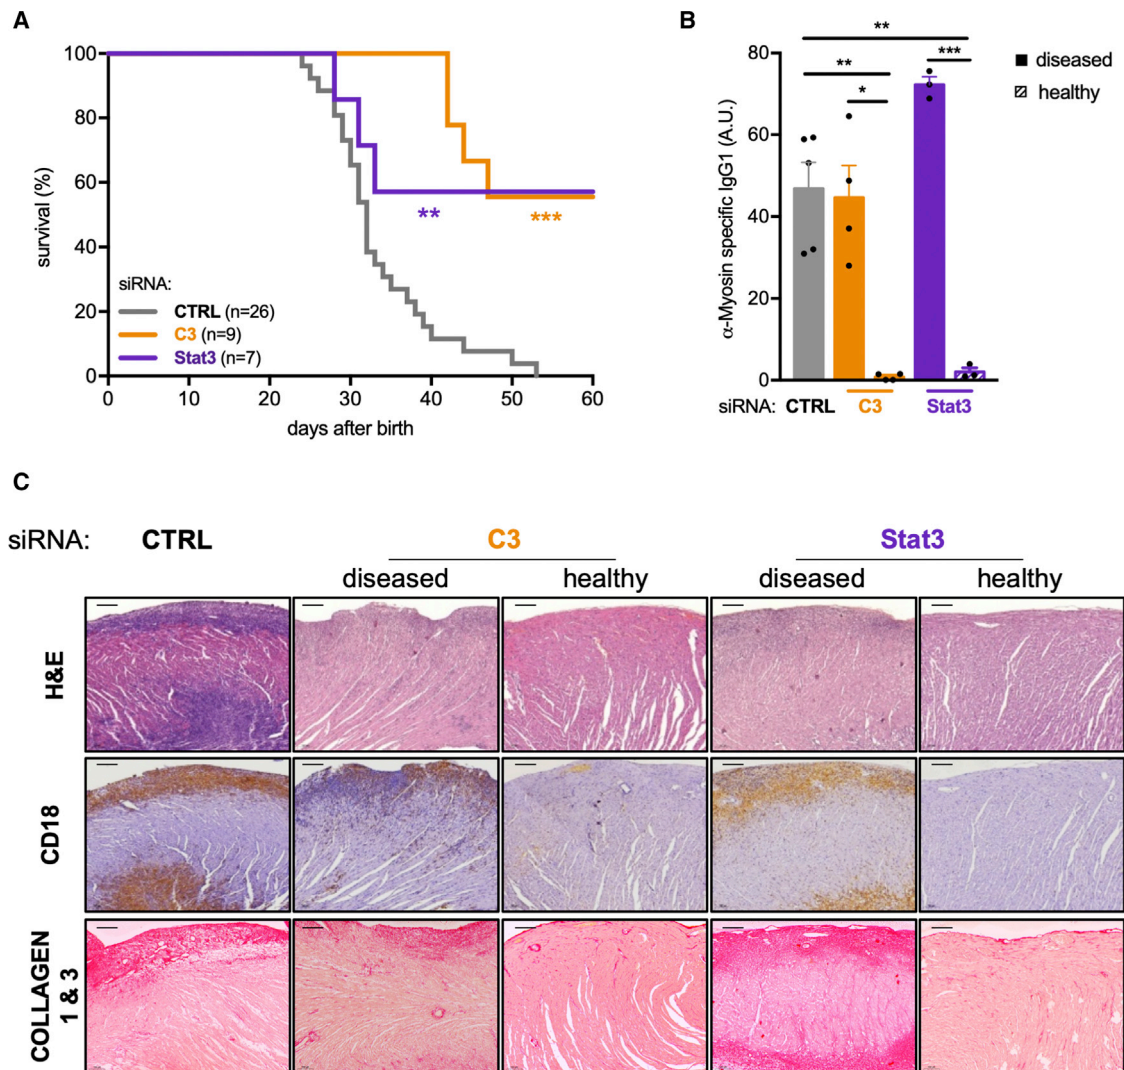 A
100
80
60
40
20
0
survival (%)
siRNA:
CTRL (n=26)
C3 (n=9)
Stat3 (n=7)
**
***
0 10 20 30 40 50 60
days after birth
B
80
60
40
20
0
α-Myosin specific IgG1 (A.U.)
**
**
***
*
diseased
healthy
siRNA: CTRL C3 Stat3
C
siRNA: CTRL C3 Stat3
diseased healthy diseased healthy
H&E
CD18
COLLAGEN
1 & 3